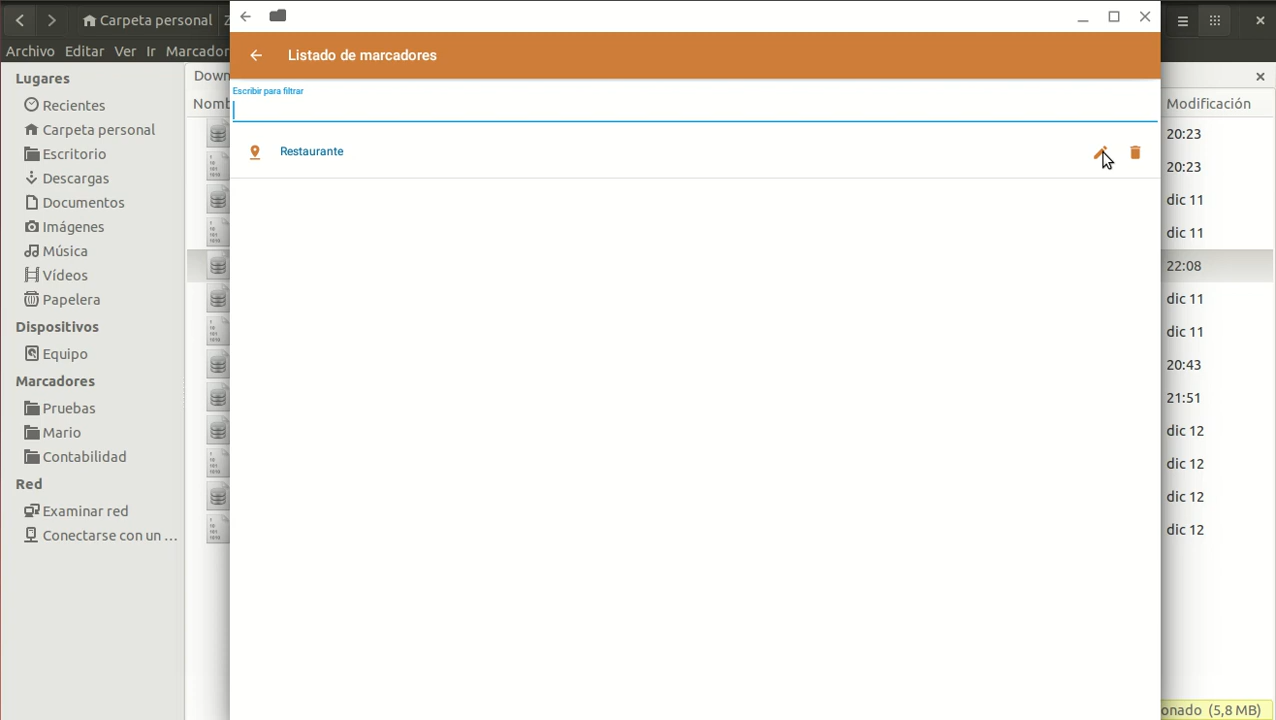 Carpeta personal
Archivo Editar Ver Ir Marcador
Lugares
Recientes
Carpeta personal
Escritorio
Descargas
Documentos
Imágenes
Música
Vídeos
Papelera
Dispositivos
Equipo
Marcadores
Pruebas
Mario
Contabilidad
Red
Examinar red
Conectarse con un ...
Down
Nomb
Listado de marcadores
Escribir para filtrar
Restaurante
Modificación
20:23
20:23
dic 11
dic 11
22:08
dic 11
dic 11
20:43
21:51
dic 12
dic 12
dic 12
dic 12
onado (5,8 MB)